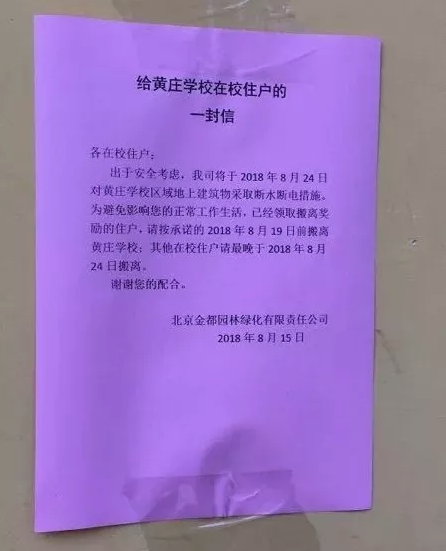 给黄庄学校在校住户的
一封信
各在校住户：
出于安全考虑，我司将于 2018 年 8 月 24 日
对黄庄学校区域地上建筑物采取断水断电措施。
为避免影响您的正常工作生活，已经领取搬离奖
励的住户，请按承诺的 2018 年 8 月 19 日前搬离
黄庄学校；其他在校住户请最晚于 2018 年 8 月
24 日搬离。
谢谢您的配合。
北京金都园林绿化有限责任公司
2018 年 8 月 15 日